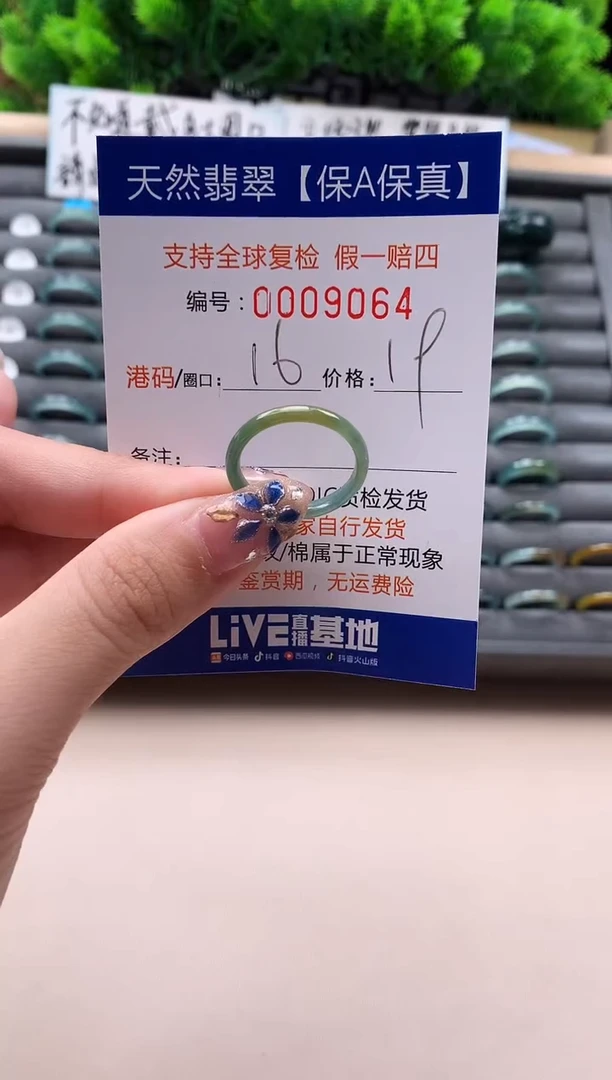 天然翡翠【保A保真】
支持全球复检 假一赔四
编号：0009064
港码/圈口： 16 价格： 19
备注：
质检发货
家自行发货
/棉属于正常现象
鉴赏期，无运费险
LiVE直播基地
今日头条 抖音 西瓜视频 抖音火山版